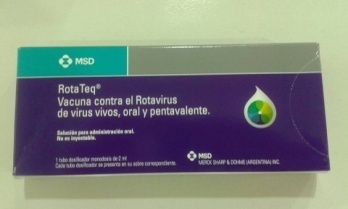 MSD
RotaTeq®
Vacuna contra el Rotavirus
de virus vivos, oral y pentavalente.
Solución para administración oral.
No es inyectable.
1 tubo dosificador monodosis de 2 ml
Cada tubo dosificador se presenta en su sobre correspondiente.
MSD
MERCK SHARP & DOHME (ARGENTINA) INC.